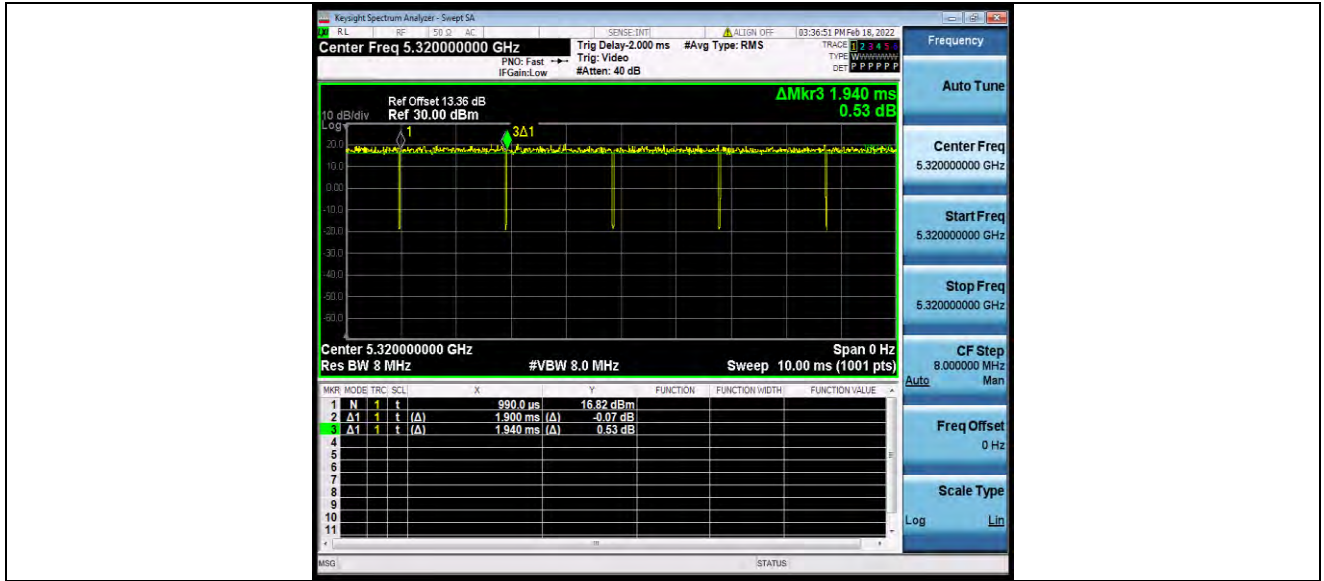 Keysight Spectrum Analyzer - Swept SA
RL RF 50 Ω AC SENSE:INT ALIGN OFF 03:36:51 PM Feb 18, 2022
Center Freq 5.320000000 GHz Trig Delay-2.000 ms #Avg Type: RMS TRACE 1 2 3 4 5 6
PNO: Fast Trig: Video TYPE WWWWWW
IFGain:Low #Atten: 40 dB DET P P P P P P
Frequency
ΔMkr3 1.940 ms
0.53 dB
Ref Offset 13.36 dB
10 dB/div Ref 30.00 dBm
Log
1 3Δ1
20.0
10.0
0.00
-10.0
-20.0
-30.0
-40.0
-50.0
-60.0
Center 5.320000000 GHz Span 0 Hz
Res BW 8 MHz #VBW 8.0 MHz Sweep 10.00 ms (1001 pts)
MKR MODE TRC SCL X Y FUNCTION FUNCTION WIDTH FUNCTION VALUE
1 N 1 t 990.0 µs 16.82 dBm
2 Δ1 1 t (Δ) 1.900 ms (Δ) -0.07 dB
3 Δ1 1 t (Δ) 1.940 ms (Δ) 0.53 dB
4
5
6
7
8
9
10
11
MSG STATUS
Auto Tune
Center Freq
5.320000000 GHz
Start Freq
5.320000000 GHz
Stop Freq
5.320000000 GHz
CF Step
8.000000 MHz
Auto Man
Freq Offset
0 Hz
Scale Type
Log Lin